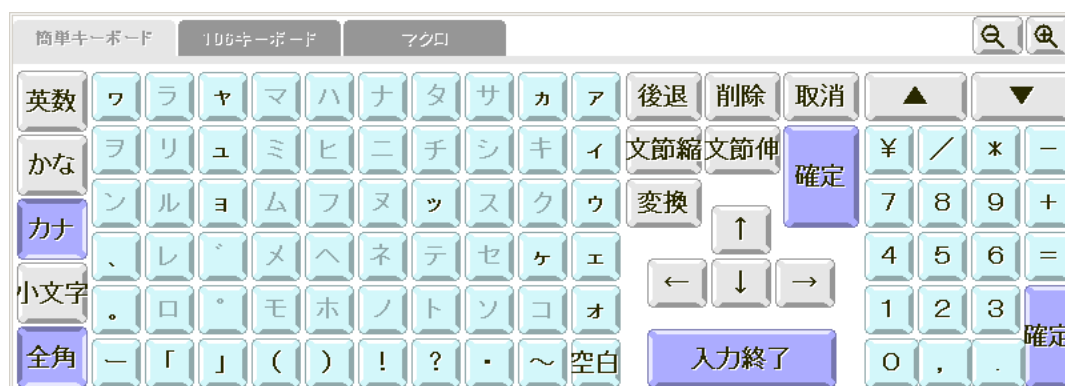 簡単キーボード 106キーボード マクロ
英数 ヮ ラ ャ マ ハ ナ タ サ ヵ ァ 後退 削除 取消 ▲ ▼
かな ヲ リ ュ ミ ヒ ニ チ シ キ ィ 文節縮 文節伸 確定 ¥ / * −
カナ ン ル ョ ム フ ヌ ッ ス ク ゥ 変換 ↑ 7 8 9 +
小文字 、 レ ゛ メ ヘ ネ テ セ ヶ ェ ← ↓ → 4 5 6 =
。 ロ ゜ モ ホ ノ ト ソ コ ォ 1 2 3 確定
全角 ー 「 」 ( ) ! ? ・ ~ 空白 入力終了 0 , .